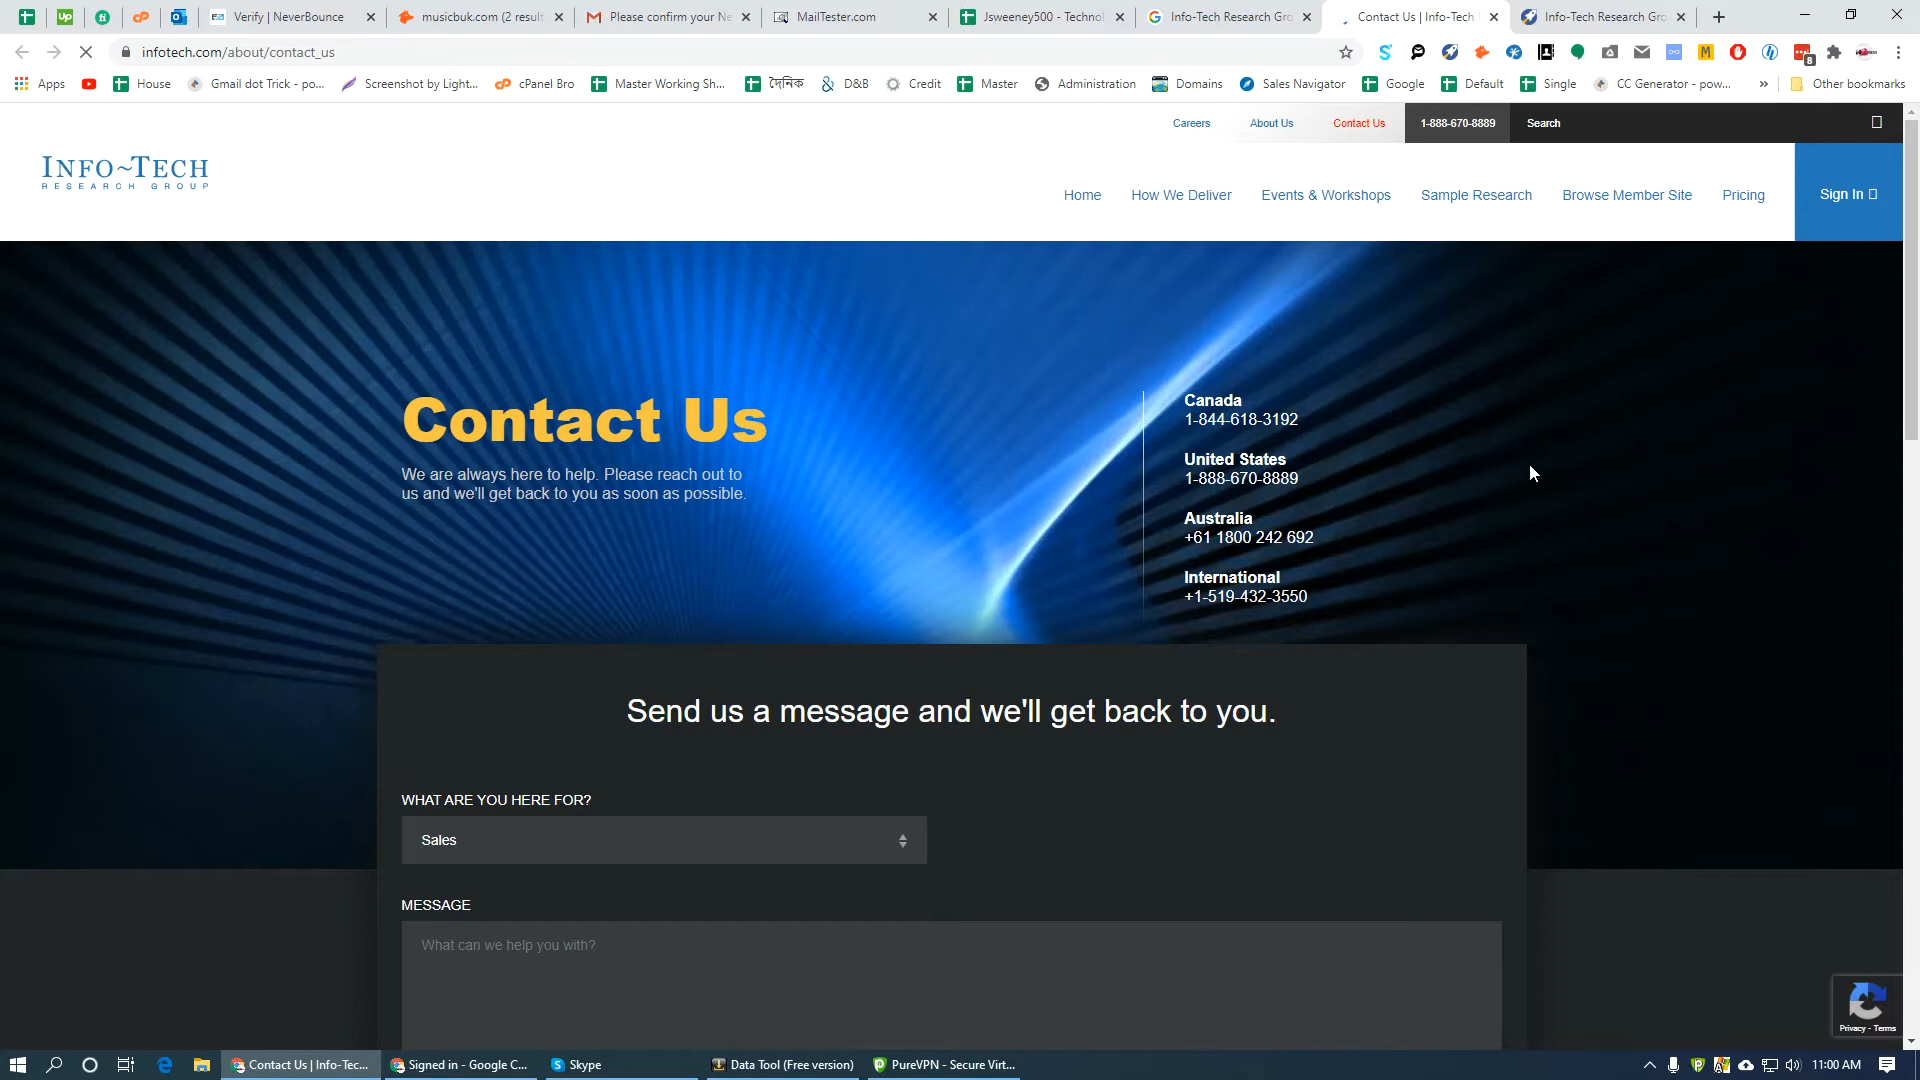 Verify | NeverBounce
musicbuk.com (2 result
Please confirm your Ne
MailTester.com
Jsweeney500 - Technol
Info-Tech Research Gro
Contact Us | Info-Tech
Info-Tech Research Gro
infotech.com/about/contact_us
Apps
House
Gmail dot Trick - po...
Screenshot by Light...
cPanel Bro
Master Working Sh...
দৈনিক
D&B
Credit
Master
Administration
Domains
Sales Navigator
Google
Default
Single
CC Generator - pow...
»
Other bookmarks
Careers
About Us
Contact Us
1-888-670-8889
Search
INFO~TECH
RESEARCH GROUP
Home
How We Deliver
Events & Workshops
Sample Research
Browse Member Site
Pricing
Sign In
Contact Us
We are always here to help. Please reach out to
us and we'll get back to you as soon as possible.
Canada
1-844-618-3192
United States
1-888-670-8889
Australia
+61 1800 242 692
International
+1-519-432-3550
Send us a message and we'll get back to you.
WHAT ARE YOU HERE FOR?
Sales
MESSAGE
What can we help you with?
Privacy - Terms
Contact Us | Info-Tec...
Signed in - Google C...
Skype
Data Tool (Free version)
PureVPN - Secure Virt...
11:00 AM